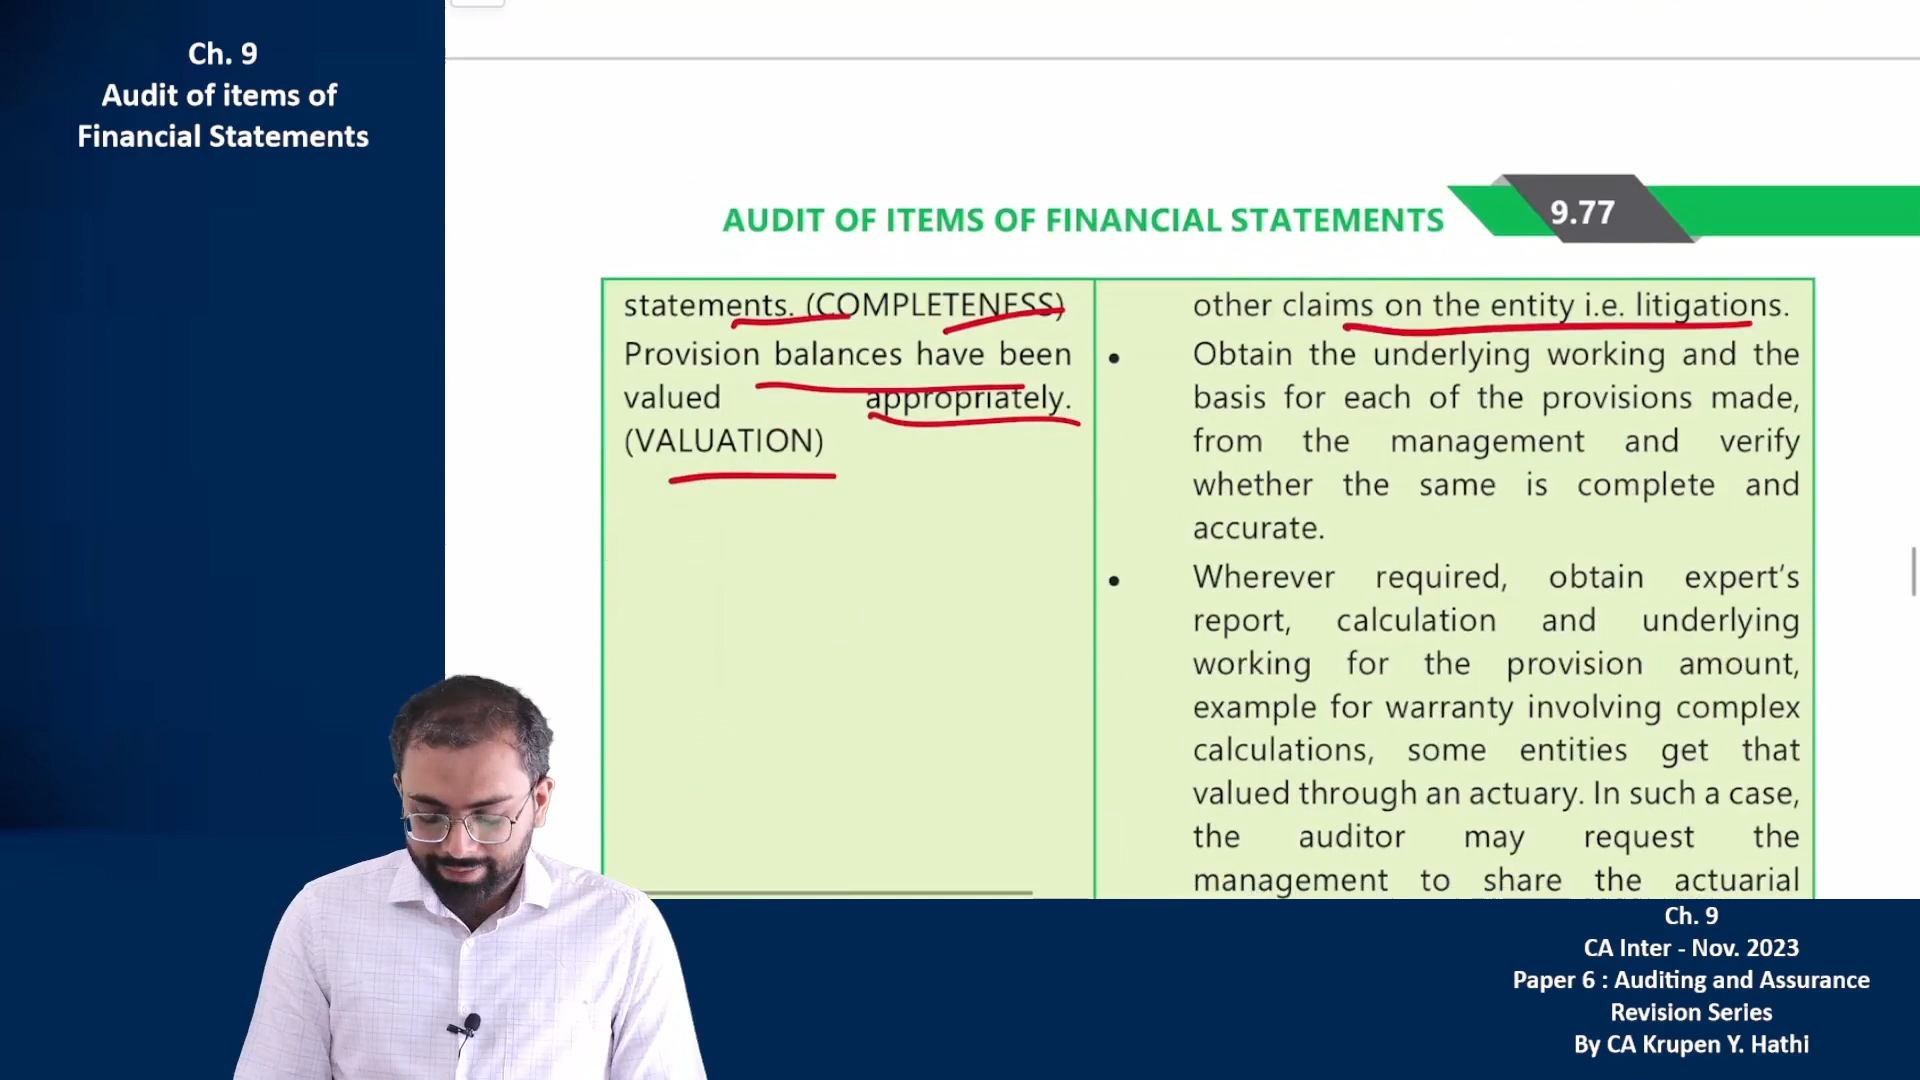 Ch. 9
Audit of items of
Financial Statements
AUDIT OF ITEMS OF FINANCIAL STATEMENTS
9.77
statements. (COMPLETENESS)
Provision balances have been
valued appropriately.
(VALUATION)
other claims on the entity i.e. litigations.
• Obtain the underlying working and the
basis for each of the provisions made,
from the management and verify
whether the same is complete and
accurate.
• Wherever required, obtain expert’s
report, calculation and underlying
working for the provision amount,
example for warranty involving complex
calculations, some entities get that
valued through an actuary. In such a case,
the auditor may request the
management to share the actuarial
Ch. 9
CA Inter - Nov. 2023
Paper 6 : Auditing and Assurance
Revision Series
By CA Krupen Y. Hathi